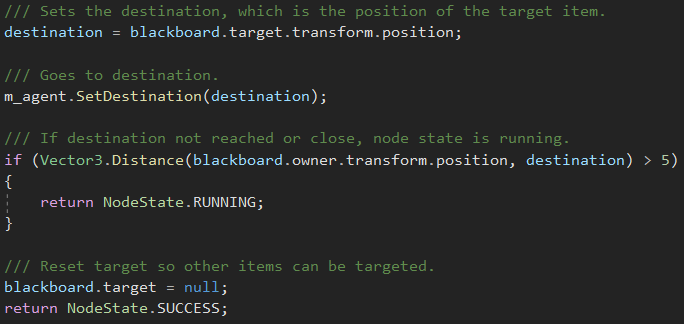 /// Sets the destination, which is the position of the target item.
destination = blackboard.target.transform.position;
/// Goes to destination.
m_agent.SetDestination(destination);
/// If destination not reached or close, node state is running.
if (Vector3.Distance(blackboard.owner.transform.position, destination) > 5)
{
return NodeState.RUNNING;
}
/// Reset target so other items can be targeted.
blackboard.target = null;
return NodeState.SUCCESS;